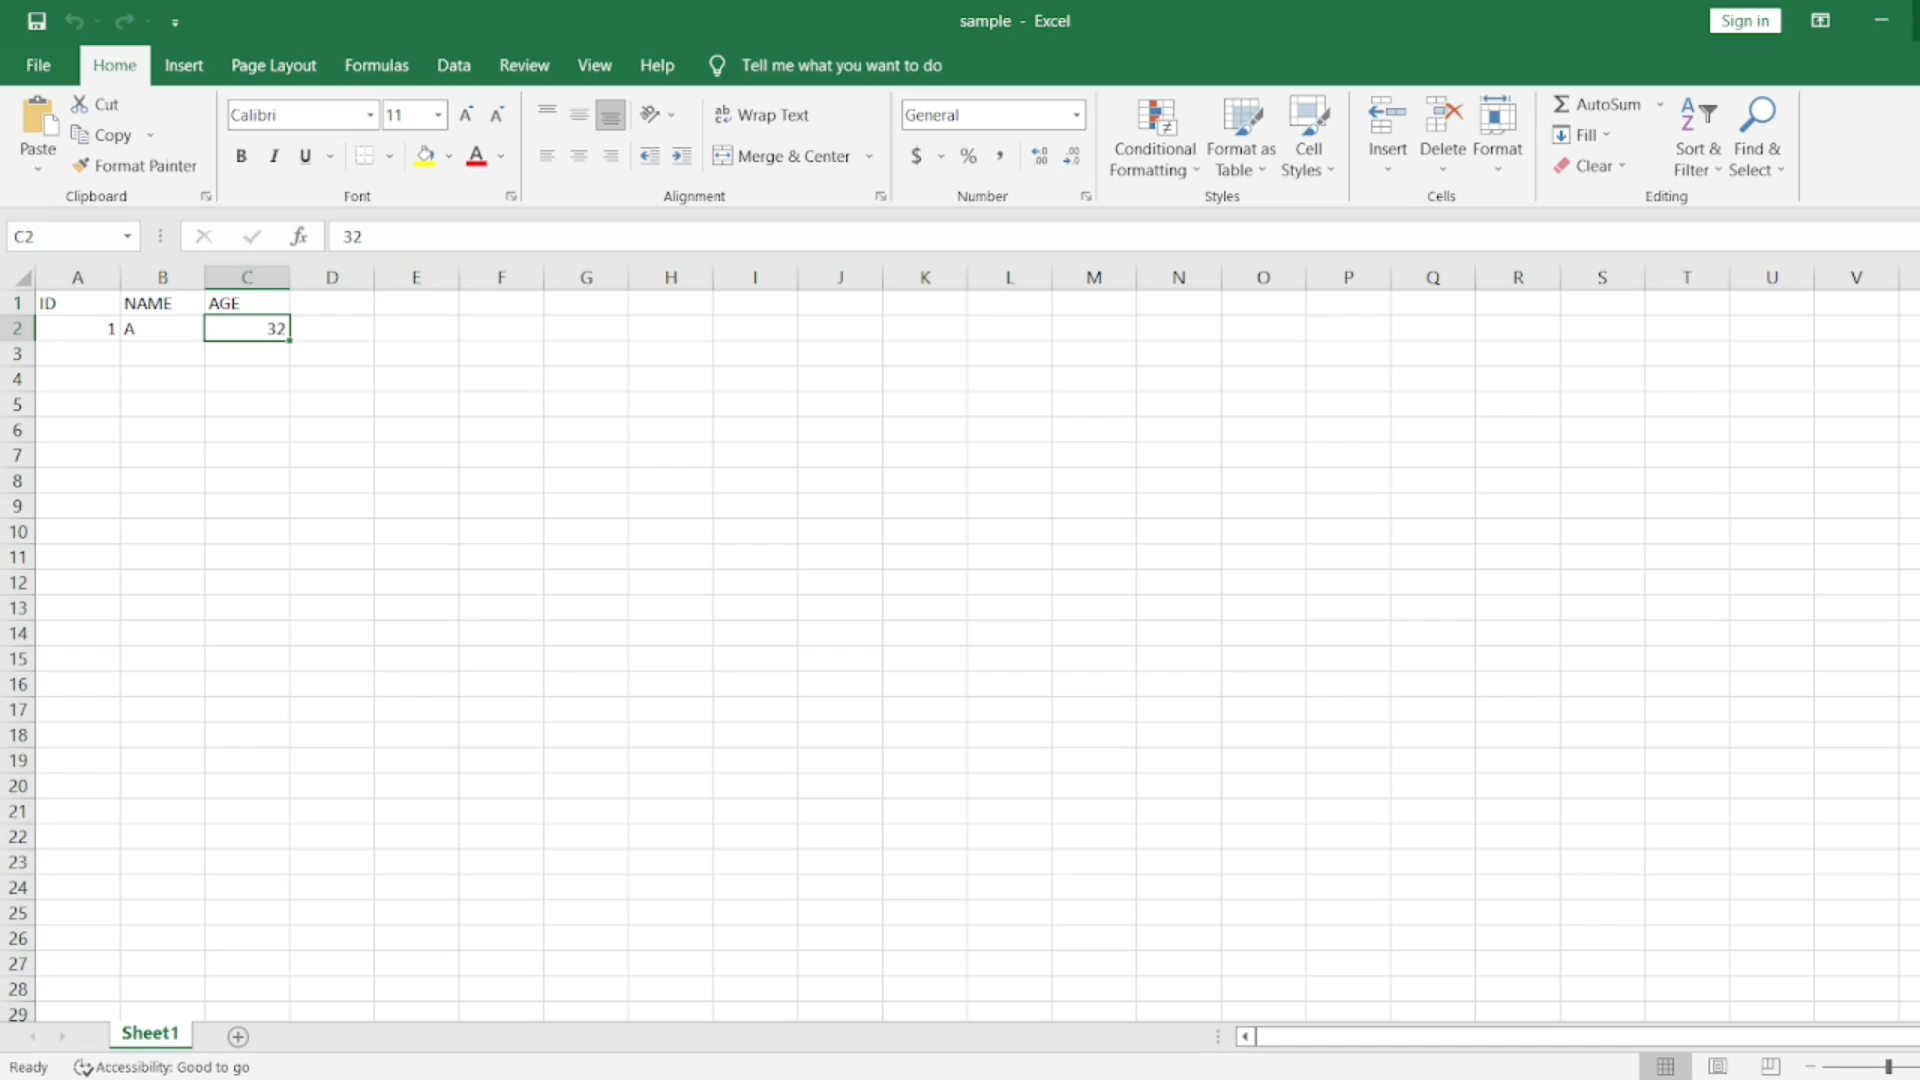 sample - Excel
Sign in
File Home Insert Page Layout Formulas Data Review View Help Tell me what you want to do
Paste
Cut
Copy
Format Painter
Clipboard
Calibri 11
B I U
Font
Wrap Text
Merge & Center
Alignment
General
$ % ,
Number
Conditional Formatting
Format as Table
Cell Styles
Styles
Insert Delete Format
Cells
AutoSum
Fill
Clear
Sort & Filter
Find & Select
Editing
C2 fx 32
A B C D E F G H I J K L M N O P Q R S T U V
1 ID NAME AGE
2 1 A 32
3
4
5
6
7
8
9
10
11
12
13
14
15
16
17
18
19
20
21
22
23
24
25
26
27
28
29
Sheet1
Ready Accessibility: Good to go